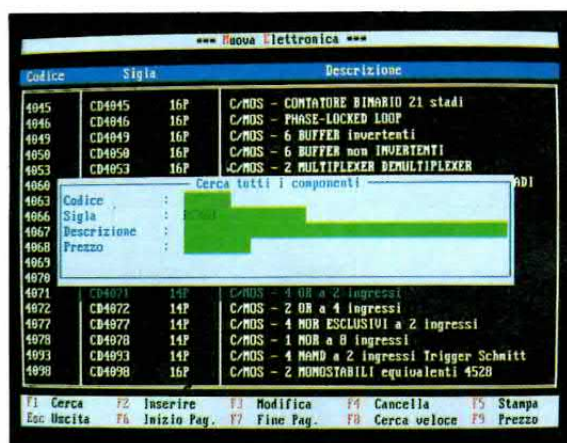 *** Nuova Elettronica ***
Codice Sigla Descrizione
4045 CD4045 16P C/MOS - CONTATORE BINARIO 21 stadi
4046 CD4046 16P C/MOS - PHASE-LOCKED LOOP
4049 CD4049 16P C/MOS - 6 BUFFER invertenti
4050 CD4050 16P C/MOS - 6 BUFFER non INVERTENTI
4053 CD4053 16P C/MOS - 2 MULTIPLEXER DEMULTIPLEXER
4060 ADI
Cerca tutti i componenti
4063 Codice :
4066 Sigla :
4067 Descrizione :
4068 Prezzo :
4069
4070
4071 CD4071 14P C/MOS - 4 OR a 2 ingressi
4072 CD4072 14P C/MOS - 2 OR a 4 ingressi
4077 CD4077 14P C/MOS - 4 NOR ESCLUSIVI a 2 ingressi
4078 CD4078 14P C/MOS - 1 NOR a 8 ingressi
4093 CD4093 14P C/MOS - 4 NAND a 2 ingressi Trigger Schmitt
4098 CD4098 16P C/MOS - 2 MONOSTABILI equivalenti 4528
F1 Cerca F2 Inserire F3 Modifica F4 Cancella F5 Stampa
Esc Uscita F6 Inizio Pag. F7 Fine Pag. F8 Cerca veloce F9 Prezzo